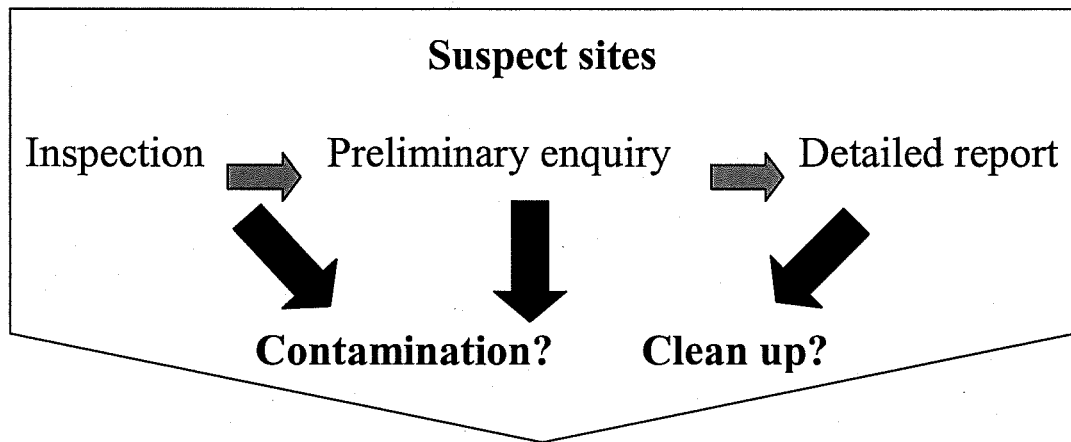 Suspect sites
Inspection Preliminary enquiry Detailed report
Contamination? Clean up?